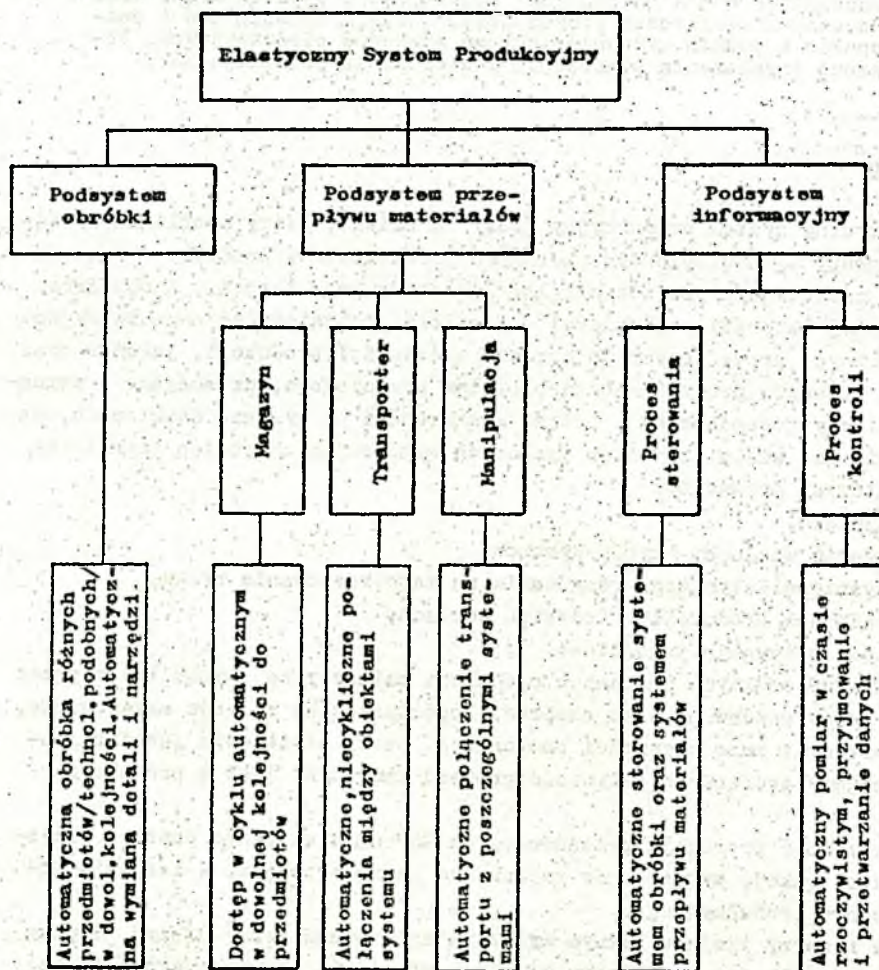 Elastyczny System Produkcyjny
Podsystem
obróbki
Podsystem prze-
pływu materiałów
Podsystem
informacyjny
Magazyn
Transporter
Manipulacja
Proces
sterowania
Proces
kontroli
Automatyczna obróbka różnych
przedmiotów/technol.podobnych/
w dowol.kolejności.Automatycz-
na wymiana detali i narzędzi.
Dostęp w cyklu automatycznym
w dowolnej kolejności do
przedmiotów
Automatyczne,niecykliczne po-
łączenia między obiektami
systemu
Automatyczne połączenie trans-
portu z poszczególnymi syste-
mami
Automatyczne sterowanie syste-
mem obróbki oraz systemem
przepływu materiałów
Automatyczny pomiar w czasie
rzeczywistym, przyjmowanie
i przetwarzanie danych